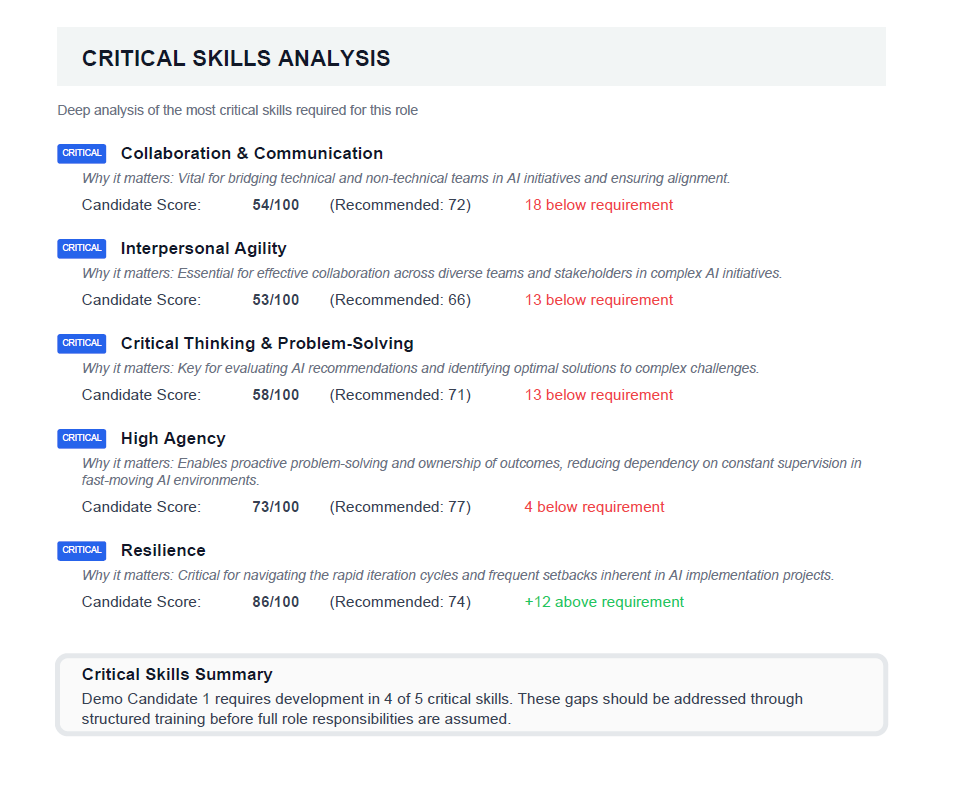 CRITICAL SKILLS ANALYSIS
Deep analysis of the most critical skills required for this role
CRITICAL Collaboration & Communication
Why it matters: Vital for bridging technical and non-technical teams in AI initiatives and ensuring alignment.
Candidate Score: 54/100 (Recommended: 72) 18 below requirement
CRITICAL Interpersonal Agility
Why it matters: Essential for effective collaboration across diverse teams and stakeholders in complex AI initiatives.
Candidate Score: 53/100 (Recommended: 66) 13 below requirement
CRITICAL Critical Thinking & Problem-Solving
Why it matters: Key for evaluating AI recommendations and identifying optimal solutions to complex challenges.
Candidate Score: 58/100 (Recommended: 71) 13 below requirement
CRITICAL High Agency
Why it matters: Enables proactive problem-solving and ownership of outcomes, reducing dependency on constant supervision in
fast-moving AI environments.
Candidate Score: 73/100 (Recommended: 77) 4 below requirement
CRITICAL Resilience
Why it matters: Critical for navigating the rapid iteration cycles and frequent setbacks inherent in AI implementation projects.
Candidate Score: 86/100 (Recommended: 74) +12 above requirement
Critical Skills Summary
Demo Candidate 1 requires development in 4 of 5 critical skills. These gaps should be addressed through
structured training before full role responsibilities are assumed.